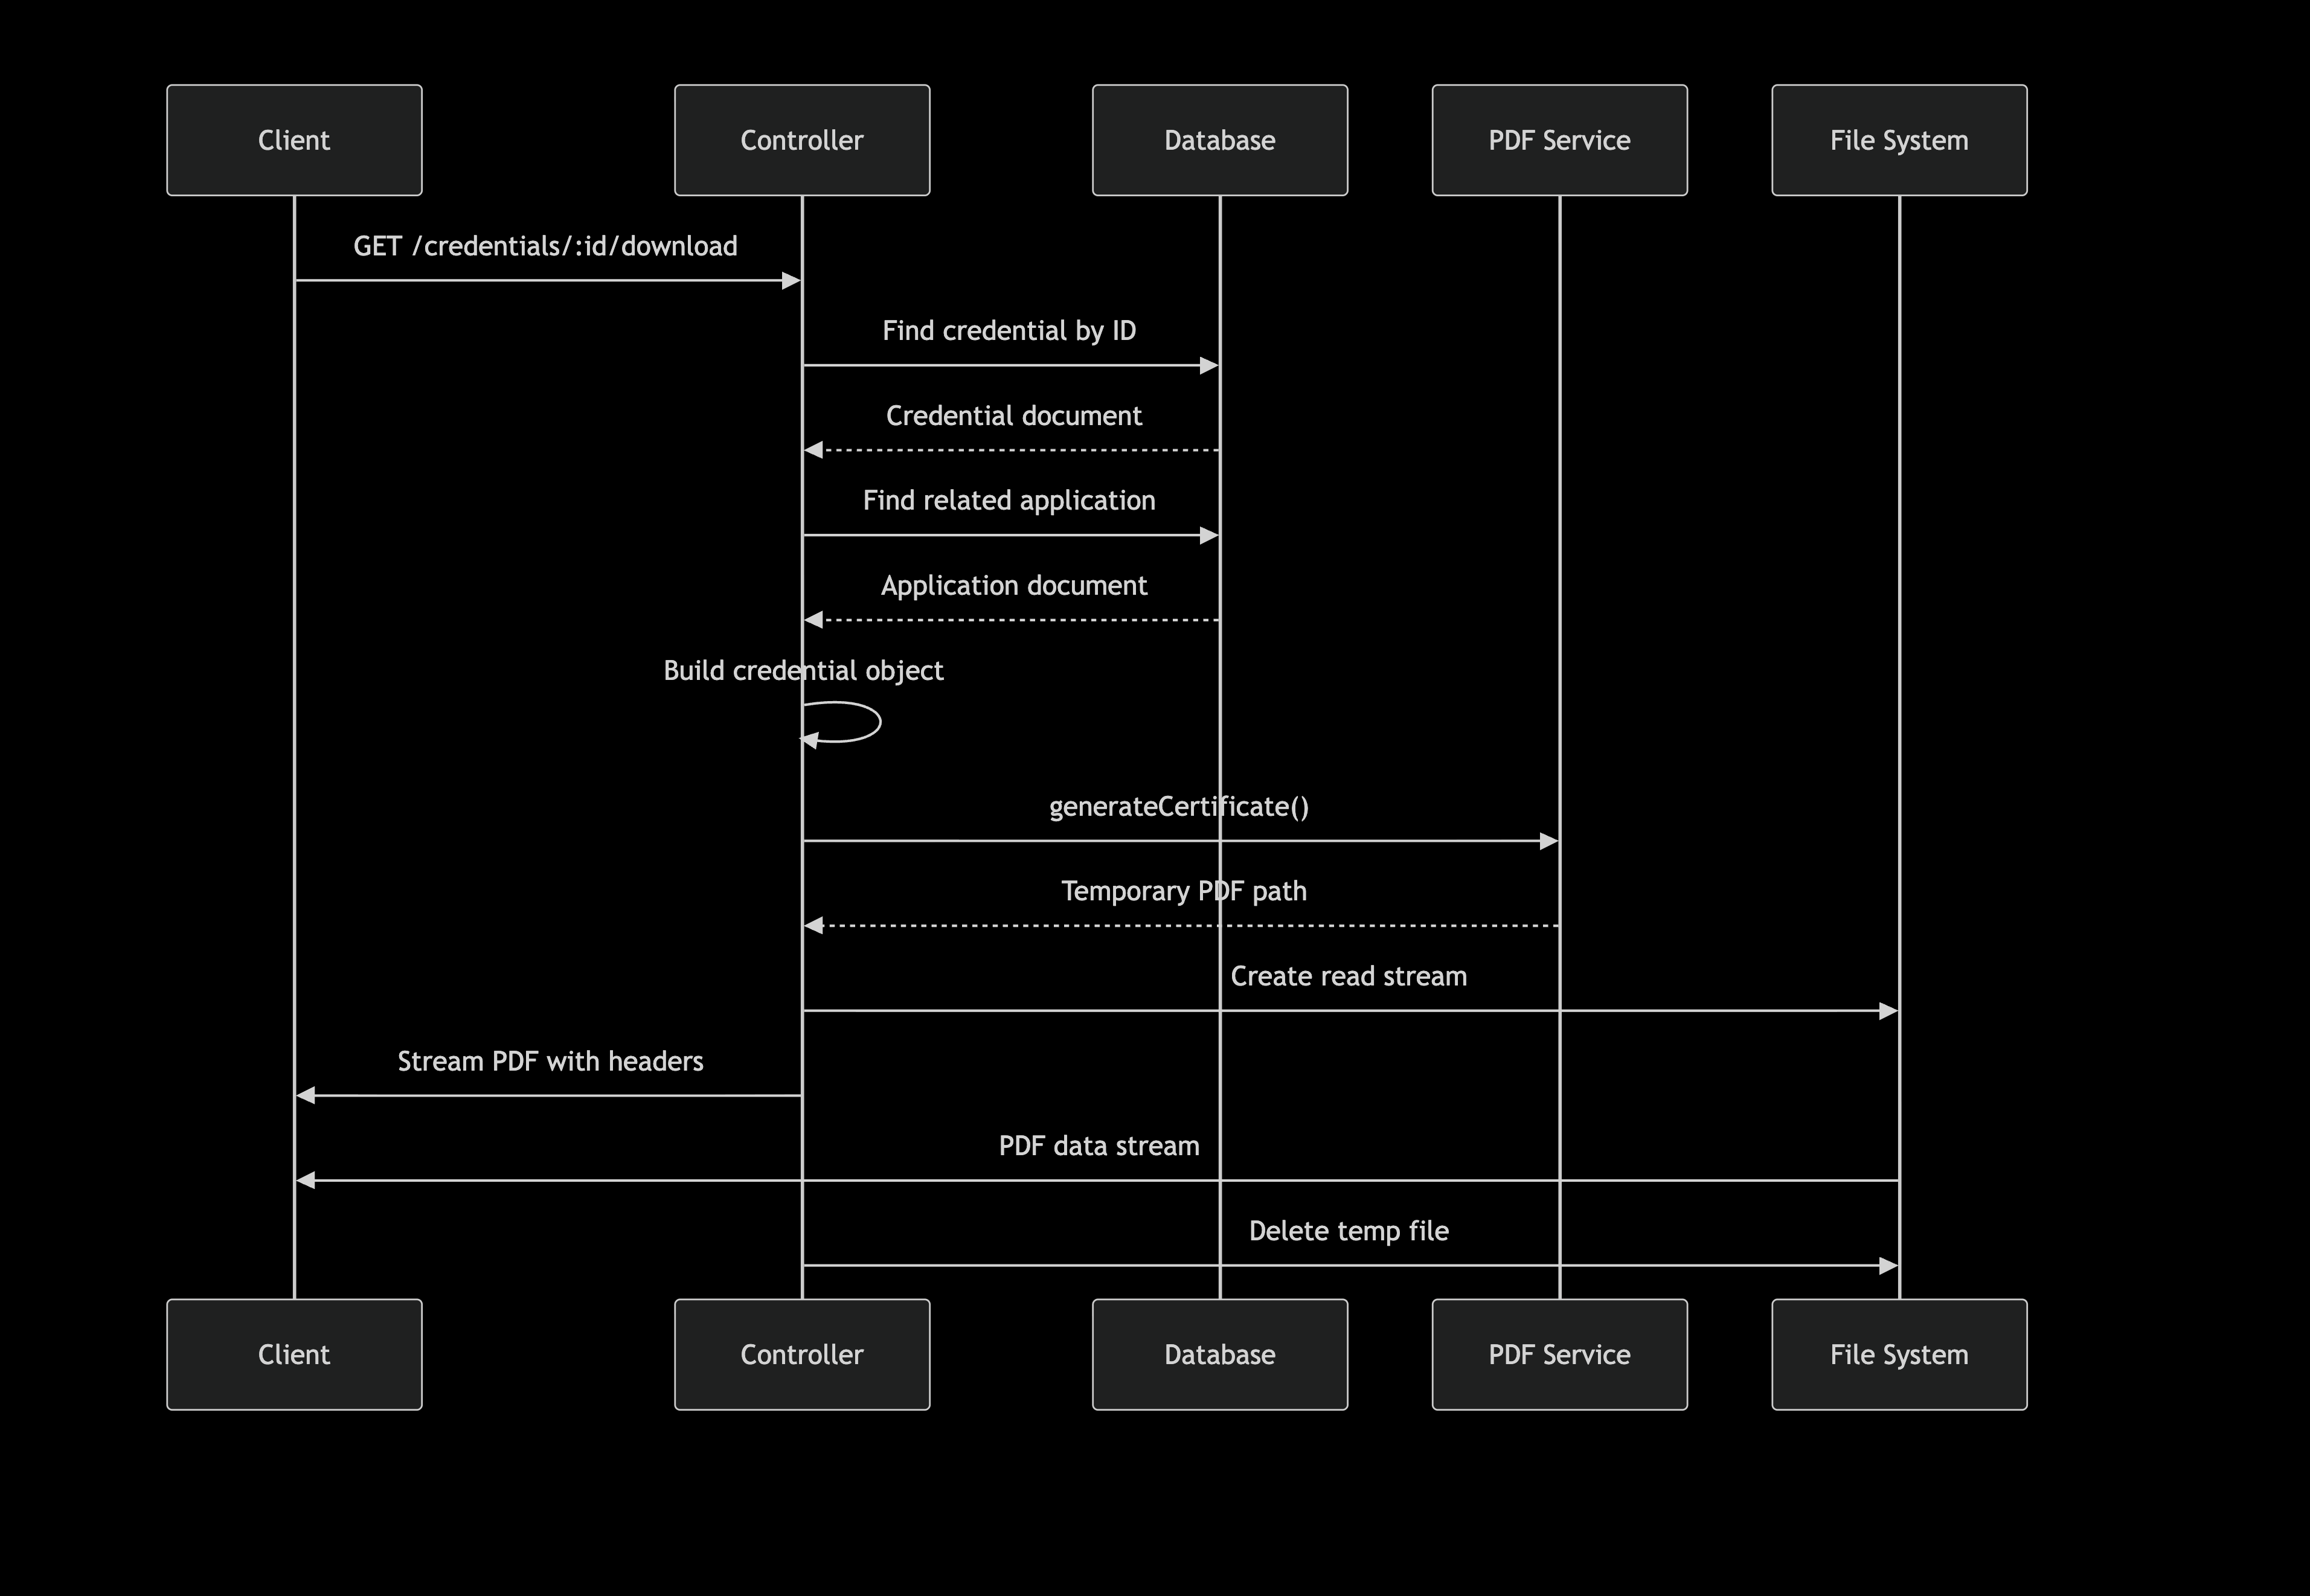 Client
Controller
Database
PDF Service
File System
GET /credentials/:id/download
Find credential by ID
Credential document
Find related application
Application document
Build credential object
generateCertificate()
Temporary PDF path
Create read stream
Stream PDF with headers
PDF data stream
Delete temp file
Client
Controller
Database
PDF Service
File System